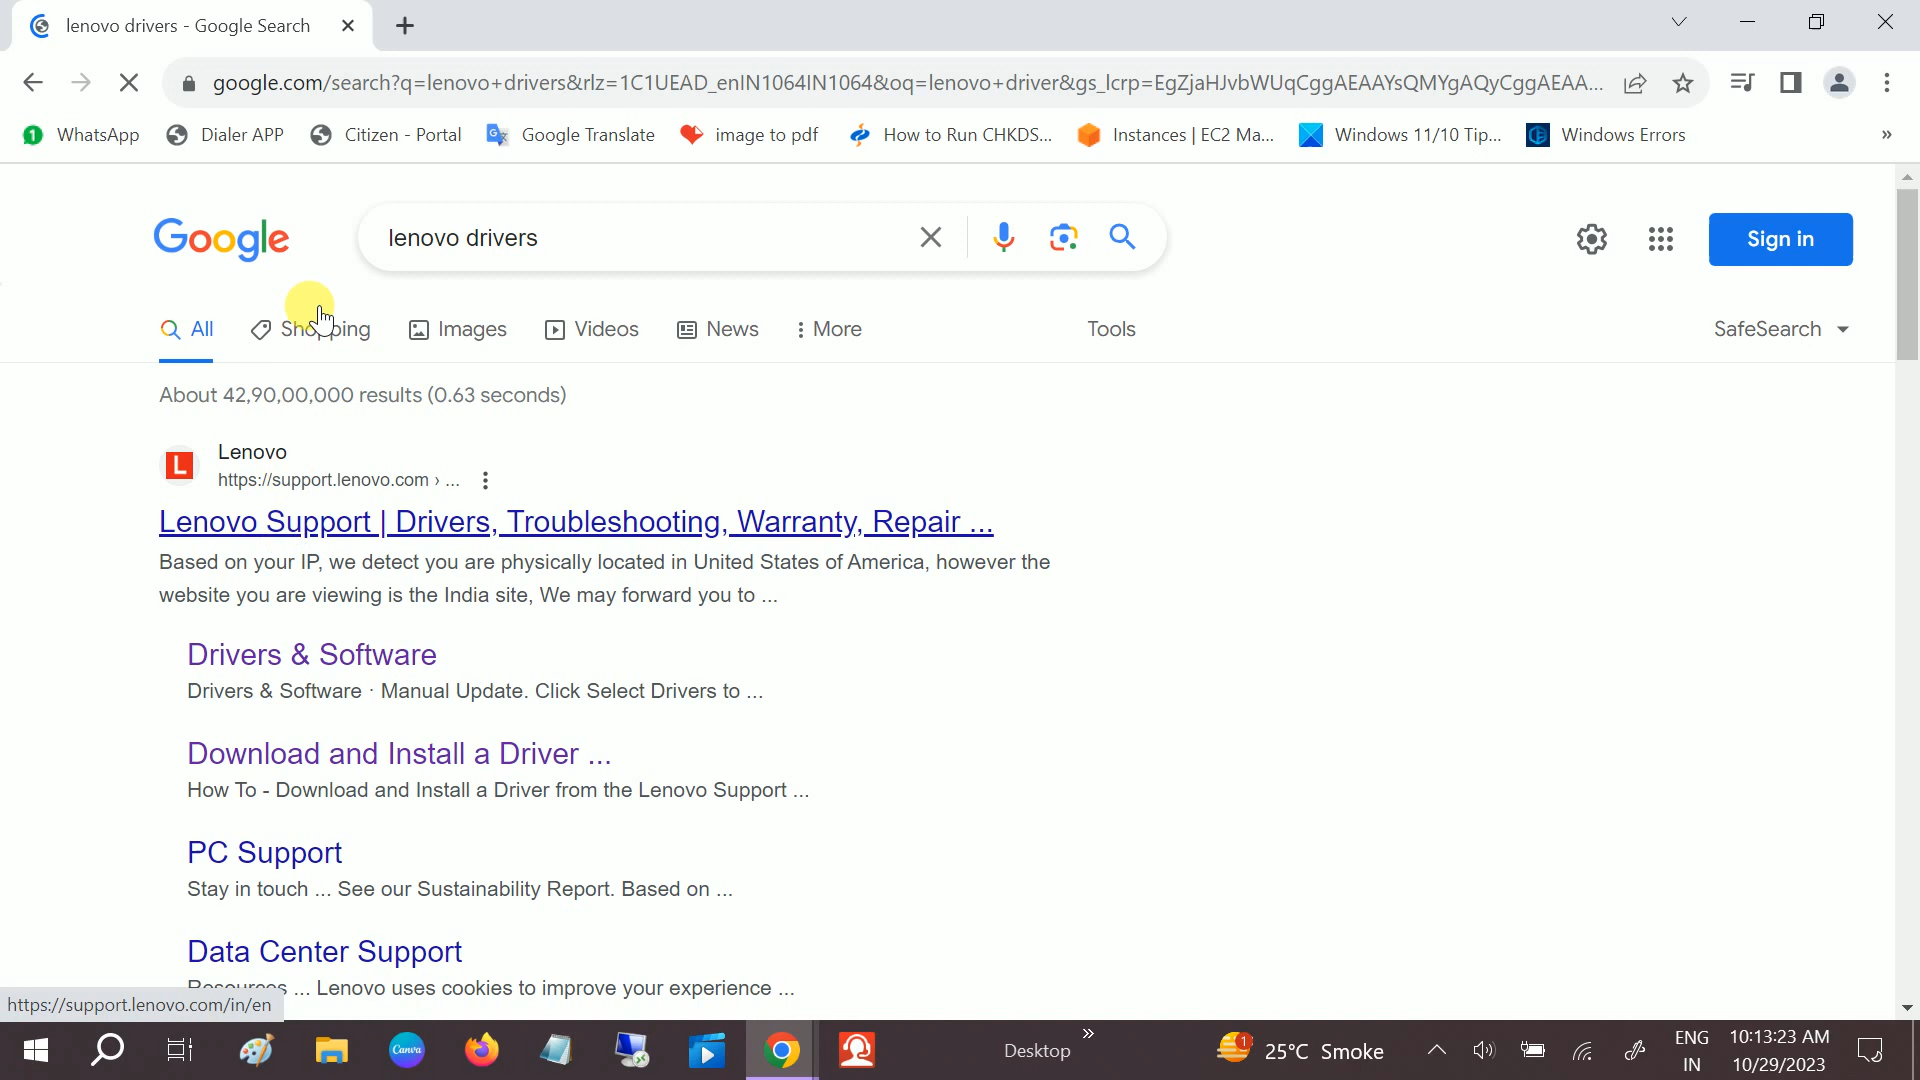 lenovo drivers - Google Search
google.com/search?q=lenovo+drivers&rlz=1C1UEAD_enIN1064IN1064&oq=lenovo+driver&gs_lcrp=EgZjaHJvbWUqCggAEAAYsQMYgAQyCggAEAA...
WhatsApp Dialer APP Citizen - Portal Google Translate image to pdf How to Run CHKDS... Instances | EC2 Ma... Windows 11/10 Tip... Windows Errors »
Google lenovo drivers Sign in
All Shopping Images Videos News More Tools SafeSearch
About 42,90,00,000 results (0.63 seconds)
L Lenovo
https://support.lenovo.com › ...
Lenovo Support | Drivers, Troubleshooting, Warranty, Repair ...
Based on your IP, we detect you are physically located in United States of America, however the
website you are viewing is the India site, We may forward you to ...
Drivers & Software
Drivers & Software · Manual Update. Click Select Drivers to ...
Download and Install a Driver ...
How To - Download and Install a Driver from the Lenovo Support ...
PC Support
Stay in touch ... See our Sustainability Report. Based on ...
Data Center Support
Resources ... Lenovo uses cookies to improve your experience ...
https://support.lenovo.com/in/en
Canva Desktop » 1 25°C Smoke ENG 10:13:23 AM
IN 10/29/2023